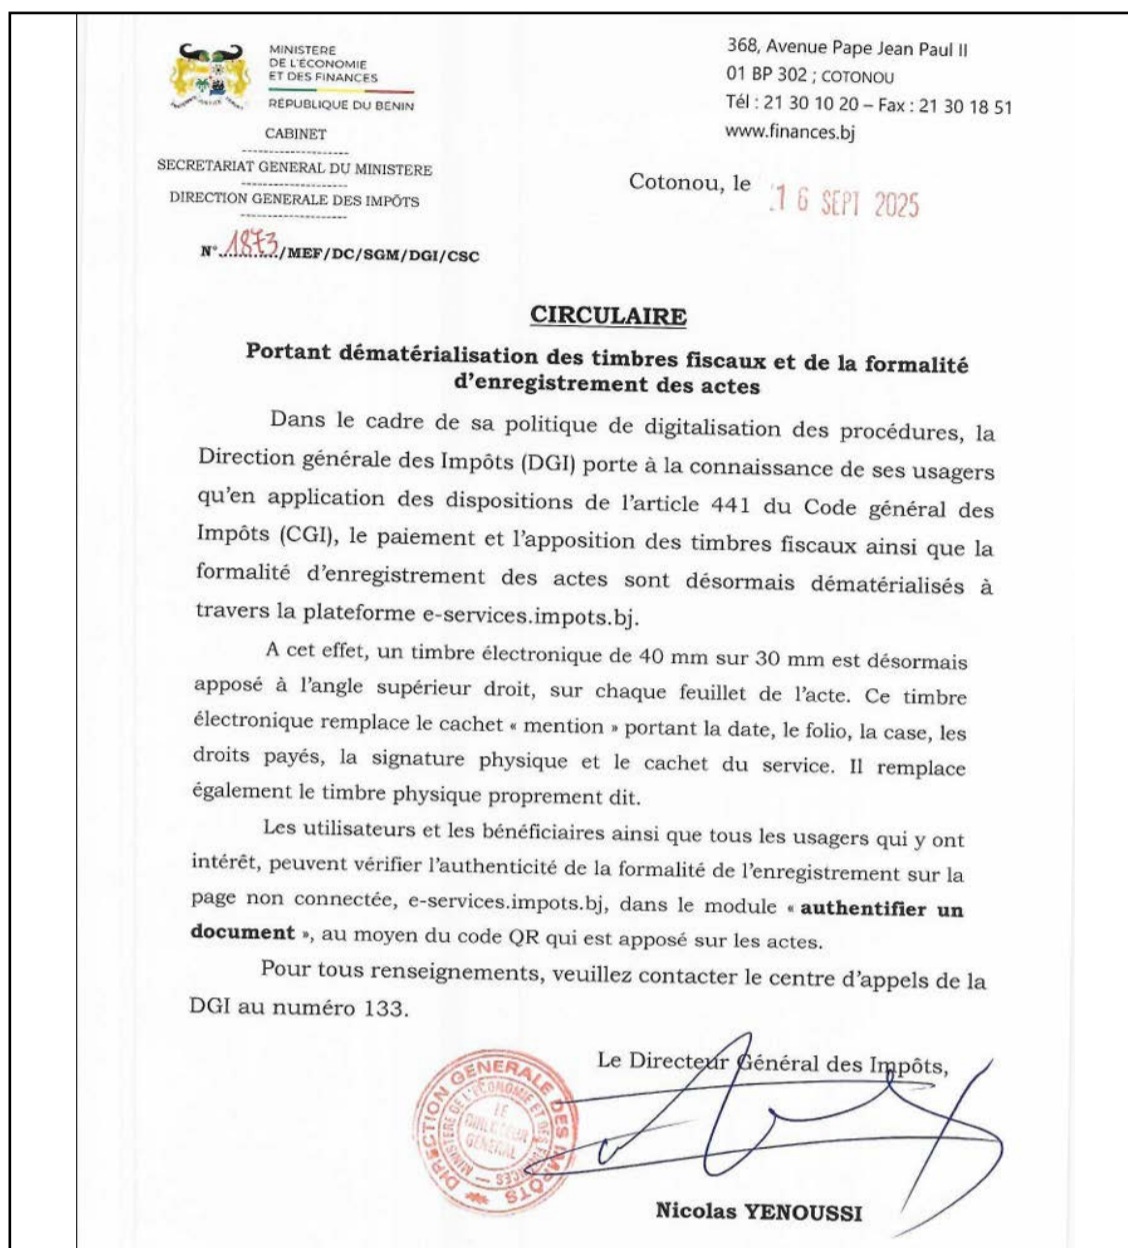 MINISTERE
DE L'ÉCONOMIE
ET DES FINANCES
RÉPUBLIQUE DU BENIN
CABINET
SECRETARIAT GENERAL DU MINISTERE
DIRECTION GENERALE DES IMPÔTS
N° 1873/MEF/DC/SGM/DGI/CSC
368, Avenue Pape Jean Paul II
01 BP 302 ; COTONOU
Tél : 21 30 10 20 – Fax : 21 30 18 51
www.finances.bj
Cotonou, le 16 SEPT 2025
CIRCULAIRE
Portant dématérialisation des timbres fiscaux et de la formalité
d'enregistrement des actes
Dans le cadre de sa politique de digitalisation des procédures, la
Direction générale des Impôts (DGI) porte à la connaissance de ses usagers
qu'en application des dispositions de l'article 441 du Code général des
Impôts (CGI), le paiement et l'apposition des timbres fiscaux ainsi que la
formalité d'enregistrement des actes sont désormais dématérialisés à
travers la plateforme e-services.impots.bj.
A cet effet, un timbre électronique de 40 mm sur 30 mm est désormais
apposé à l'angle supérieur droit, sur chaque feuillet de l'acte. Ce timbre
électronique remplace le cachet « mention » portant la date, le folio, la case, les
droits payés, la signature physique et le cachet du service. Il remplace
également le timbre physique proprement dit.
Les utilisateurs et les bénéficiaires ainsi que tous les usagers qui y ont
intérêt, peuvent vérifier l'authenticité de la formalité de l'enregistrement sur la
page non connectée, e-services.impots.bj, dans le module « authentifier un
document », au moyen du code QR qui est apposé sur les actes.
Pour tous renseignements, veuillez contacter le centre d'appels de la
DGI au numéro 133.
Le Directeur Général des Impôts,
DIRECTION GENERALE DES IMPÔTS
MINISTERE DE L'ÉCONOMIE ET DES FINANCES
LE
DIRECTEUR
GENERAL
Nicolas YENOUSSI